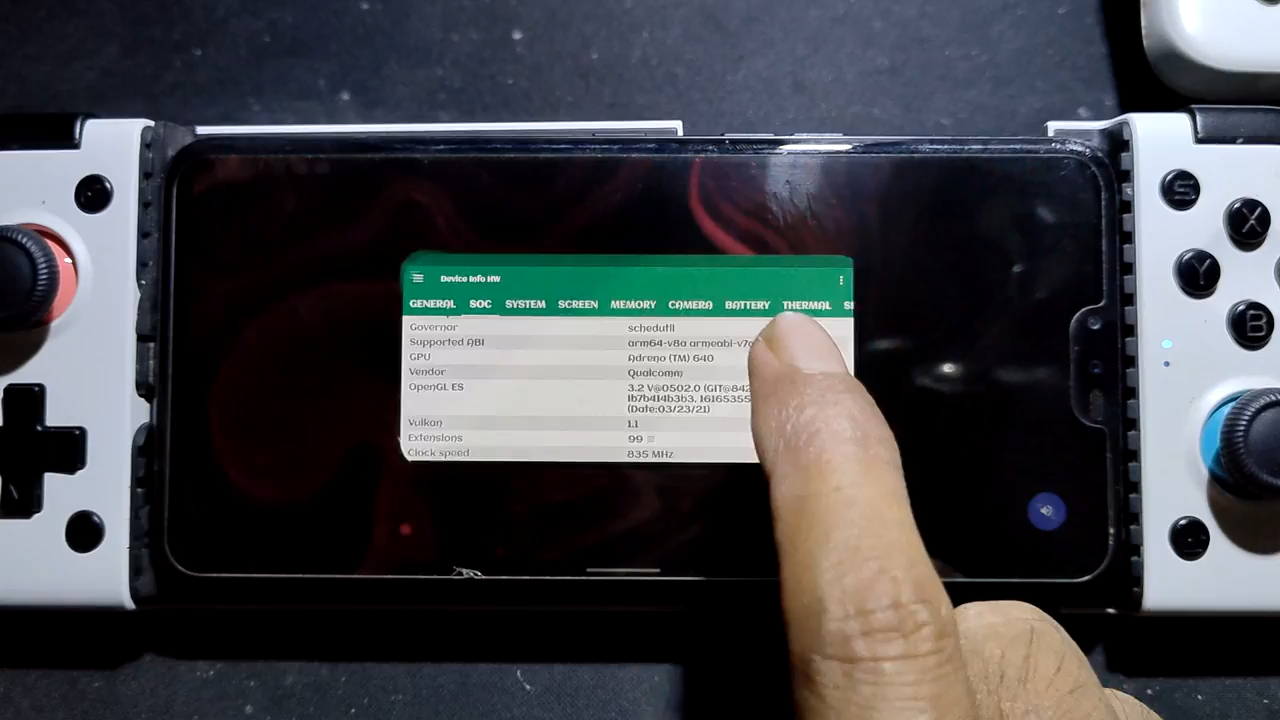 Device Info HW
GENERAL SOC SYSTEM SCREEN MEMORY CAMERA BATTERY THERMAL
Governor schedutil
Supported ABI arm64-v8a
GPU Adreno (TM) 640
Vendor Qualcomm
OpenGL ES 3.2 V@0502.0
(Date:03/23/21)
Vulkan 1.1
Extensions 99
Clock speed 835 MHz
S
X
Y
B